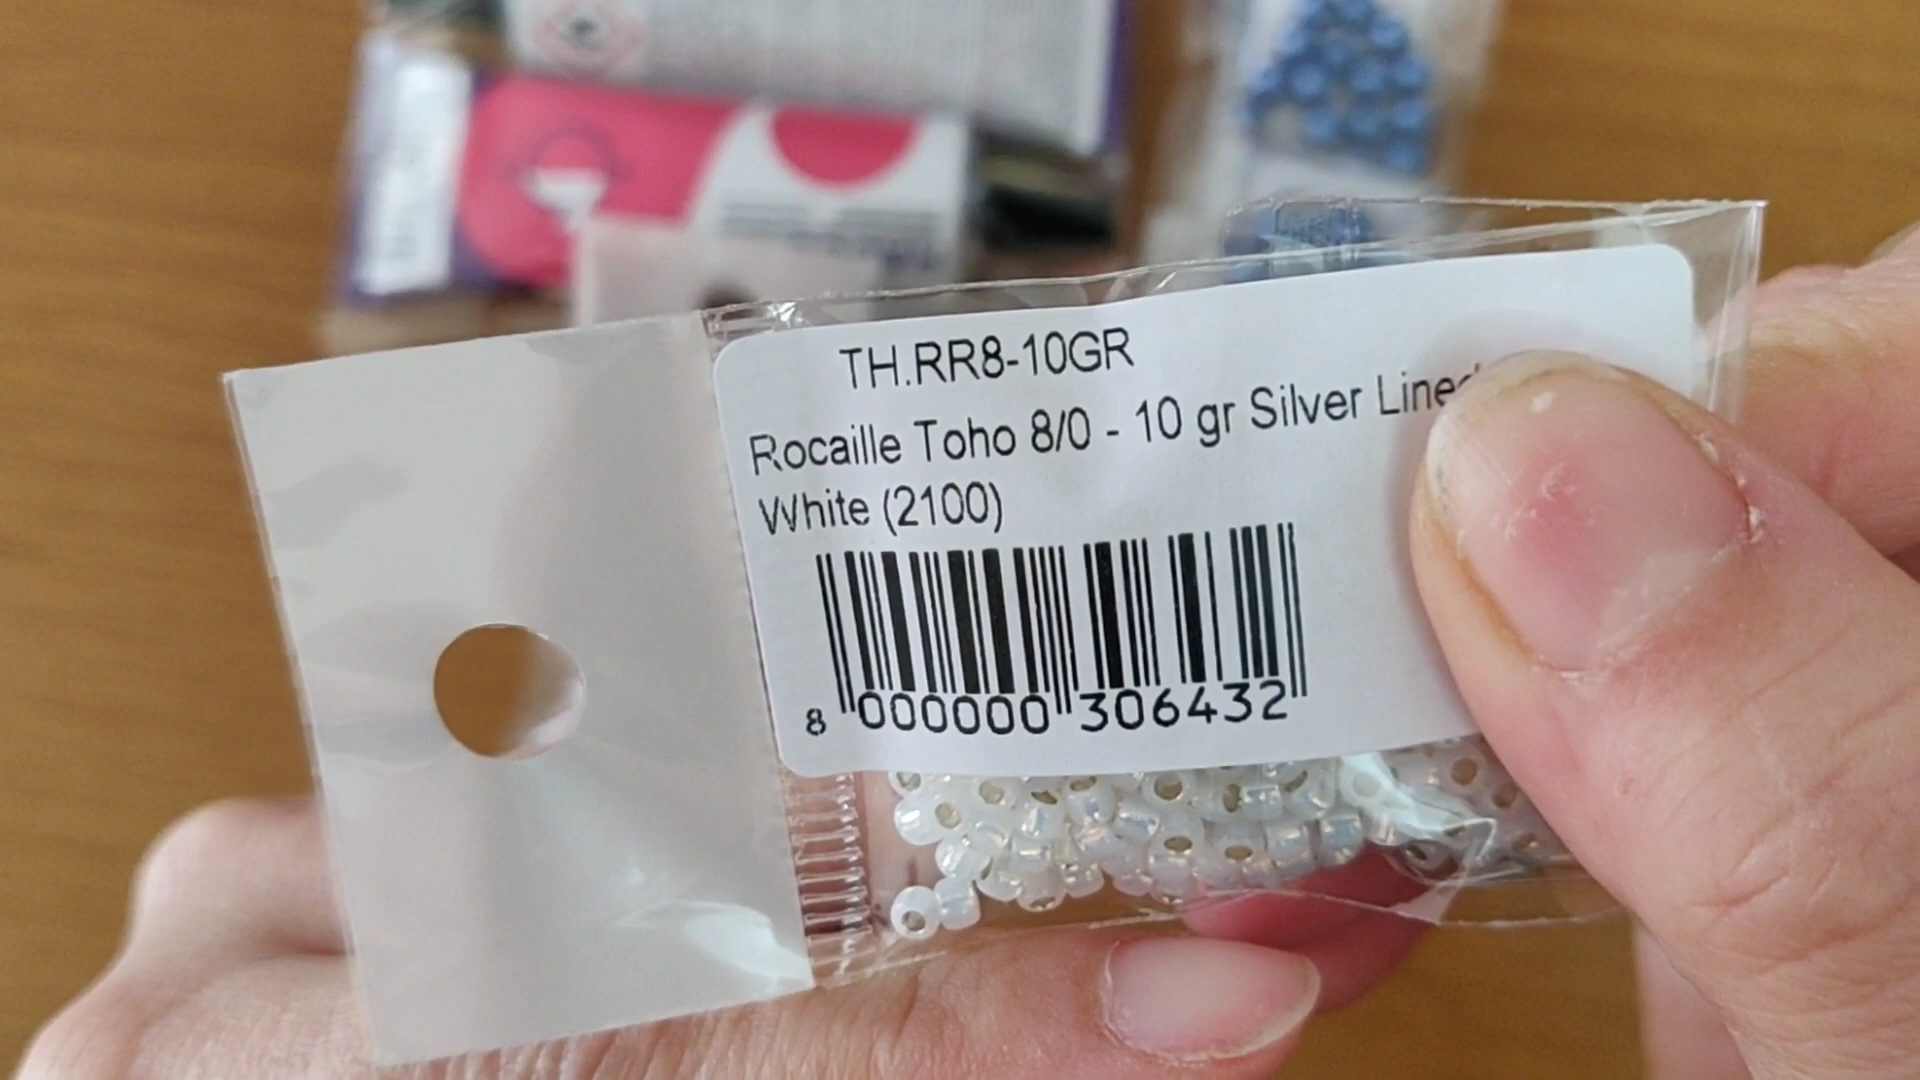 TH.RR8-10GR
Rocaille Toho 8/0 - 10 gr Silver Lined
White (2100)
8 000000 306432